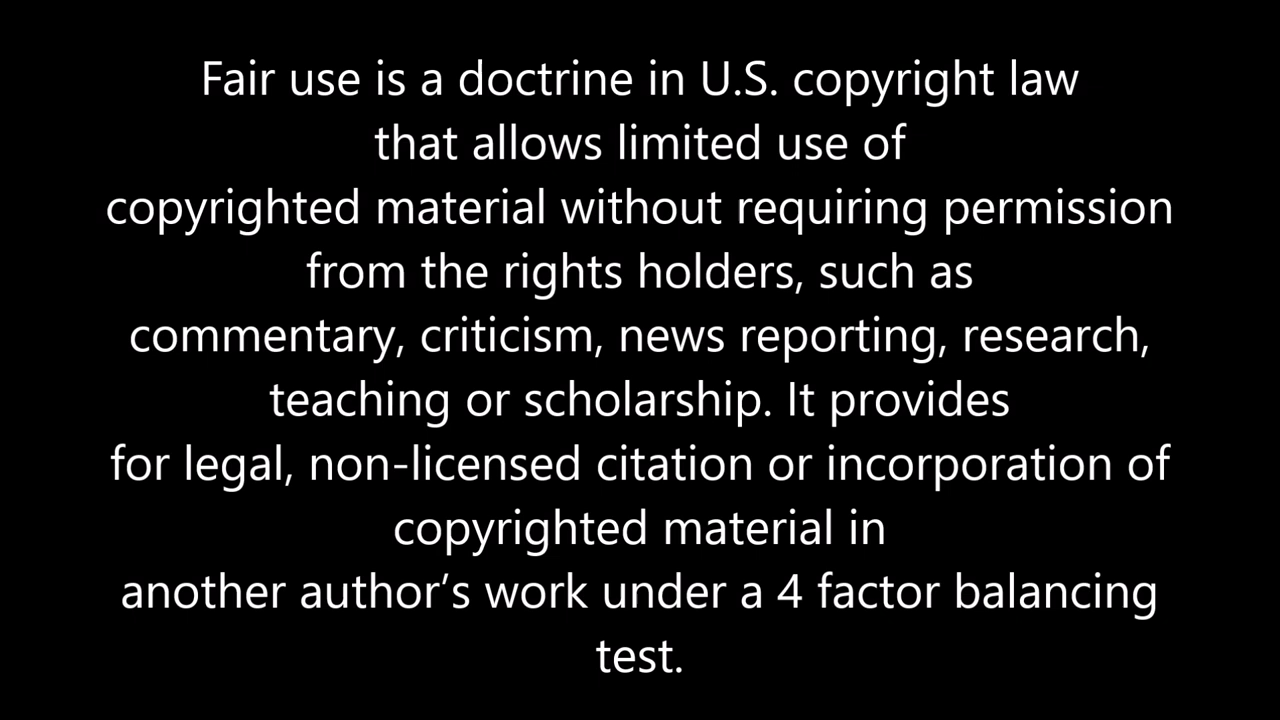 Fair use is a doctrine in U.S. copyright law
that allows limited use of
copyrighted material without requiring permission
from the rights holders, such as
commentary, criticism, news reporting, research,
teaching or scholarship. It provides
for legal, non-licensed citation or incorporation of
copyrighted material in
another author’s work under a 4 factor balancing
test.